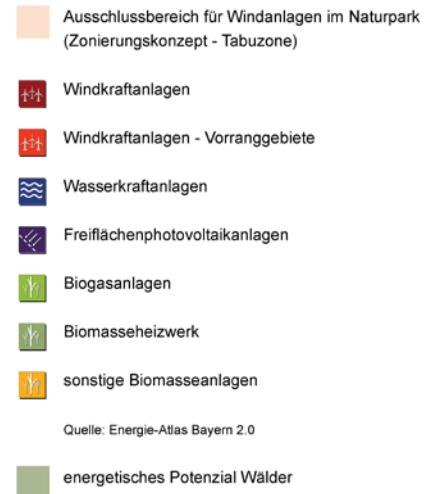 Ausschlussbereich für Windanlagen im Naturpark
(Zonierungskonzept - Tabuzone)
Windkraftanlagen
Windkraftanlagen - Vorranggebiete
Wasserkraftanlagen
Freiflächenphotovoltaikanlagen
Biogasanlagen
Biomasseheizwerk
sonstige Biomasseanlagen
Quelle: Energie-Atlas Bayern 2.0
energetisches Potenzial Wälder